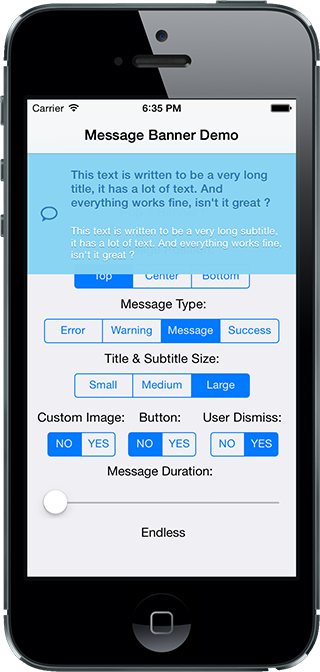 Carrier 6:35 PM
Message Banner Demo
This text is written to be a very long
title, it has a lot of text. And
everything works fine, isn't it great ?
This text is written to be a very long subtitle,
it has a lot of text. And everything works fine,
isn't it great ?
Top Center Bottom
Message Type:
Error Warning Message Success
Title & Subtitle Size:
Small Medium Large
Custom Image: Button: User Dismiss:
NO YES NO YES NO YES
Message Duration:
Endless